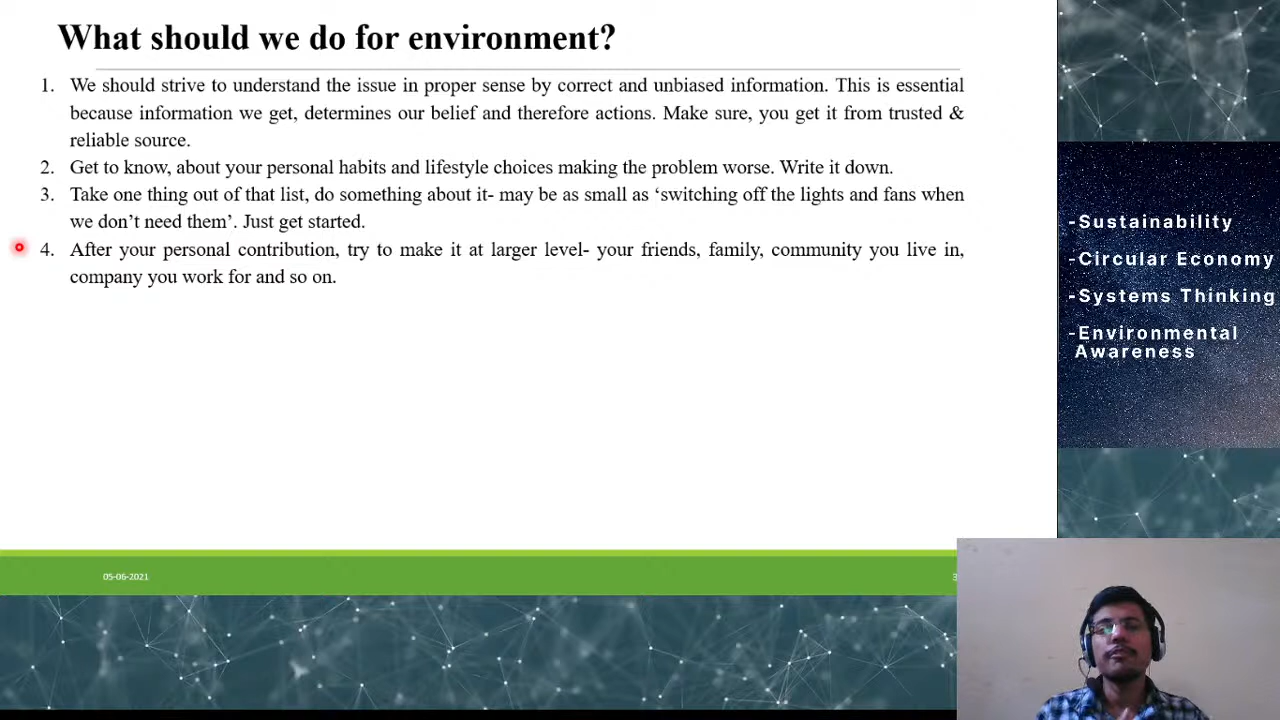 What should we do for environment?
1. We should strive to understand the issue in proper sense by correct and unbiased information. This is essential
because information we get, determines our belief and therefore actions. Make sure, you get it from trusted &
reliable source.
2. Get to know, about your personal habits and lifestyle choices making the problem worse. Write it down.
3. Take one thing out of that list, do something about it- may be as small as ‘switching off the lights and fans when
we don’t need them’. Just get started.
4. After your personal contribution, try to make it at larger level- your friends, family, community you live in,
company you work for and so on.
-Sustainability
-Circular Economy
-Systems Thinking
-Environmental
Awareness
05-06-2021
3